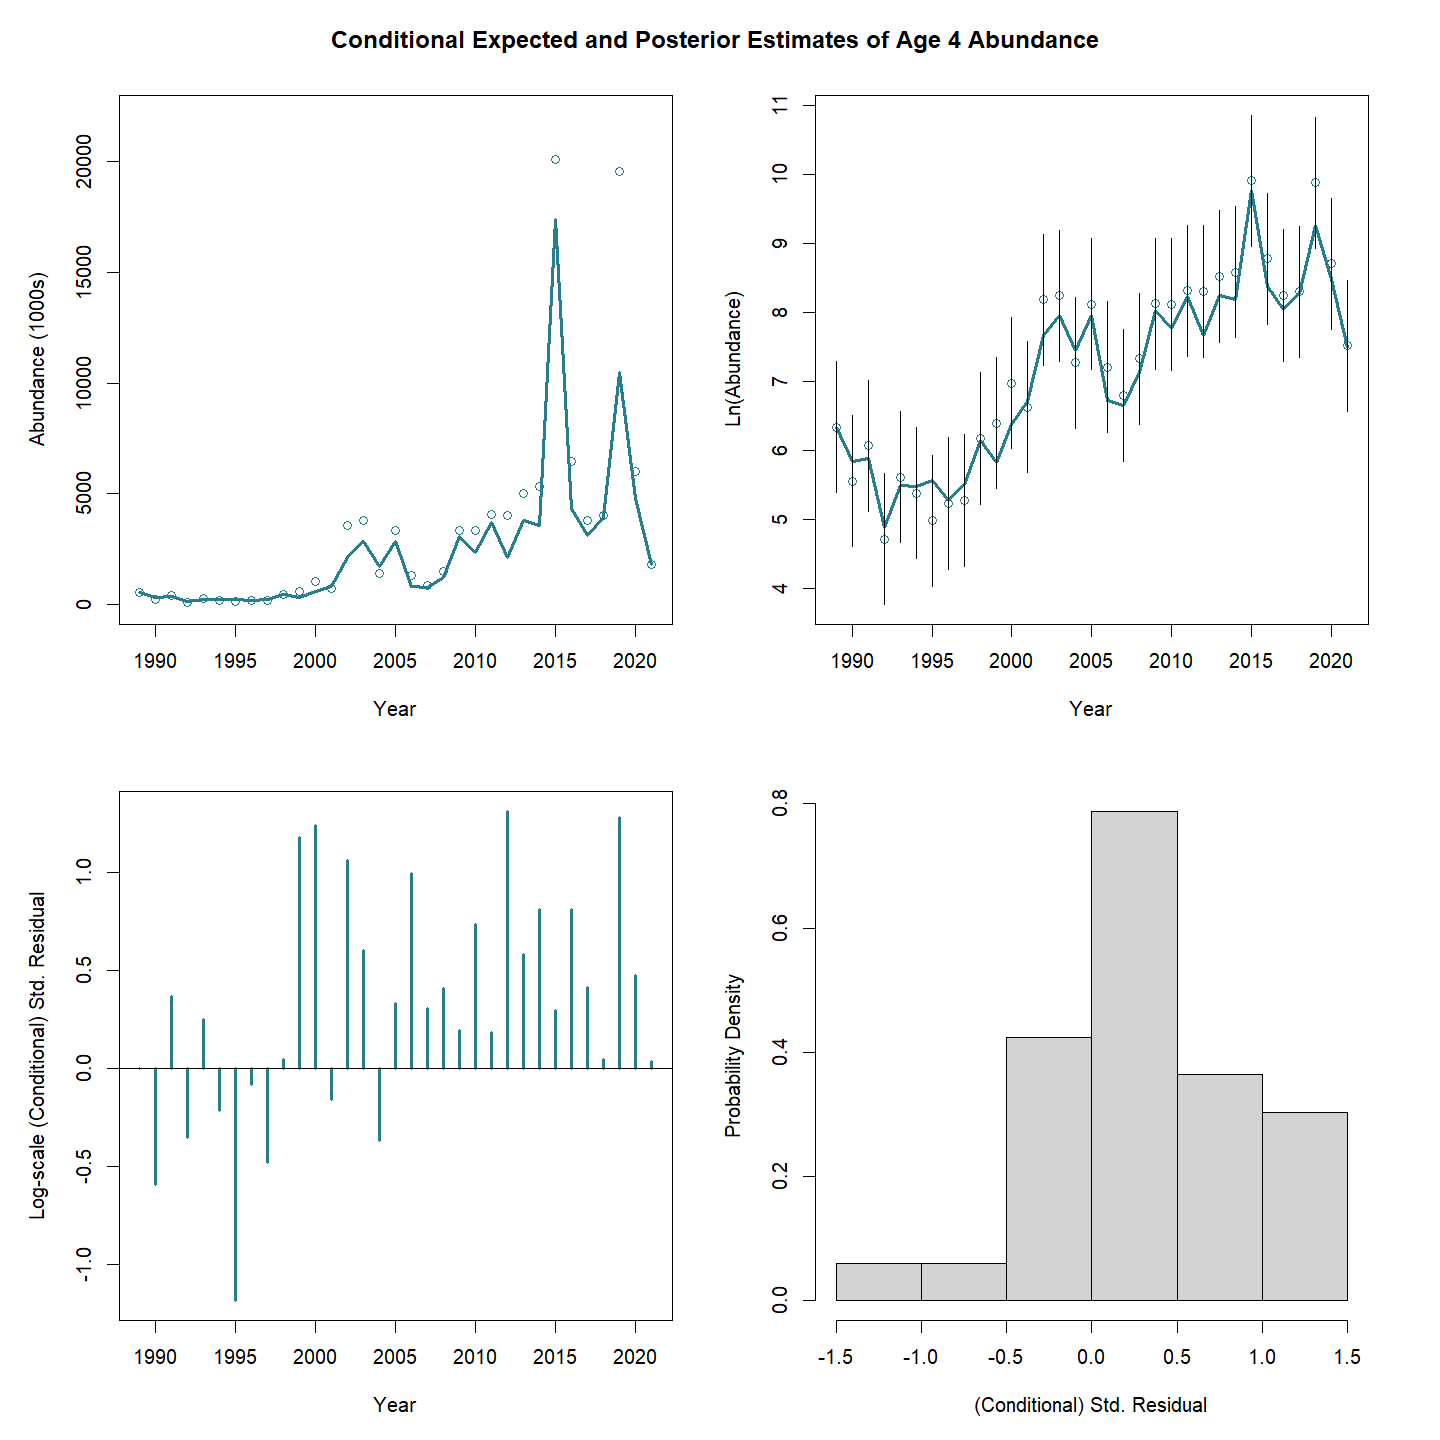 Conditional Expected and Posterior Estimates of Age 4 Abundance
Abundance (1000s)
20000
15000
10000
5000
0
1990 1995 2000 2005 2010 2015 2020
Year
Ln(Abundance)
11
10
9
8
7
6
5
4
1990 1995 2000 2005 2010 2015 2020
Year
Log-scale (Conditional) Std. Residual
1.0
0.5
0.0
-0.5
-1.0
1990 1995 2000 2005 2010 2015 2020
Year
Probability Density
0.8
0.6
0.4
0.2
0.0
-1.5 -1.0 -0.5 0.0 0.5 1.0 1.5
(Conditional) Std. Residual